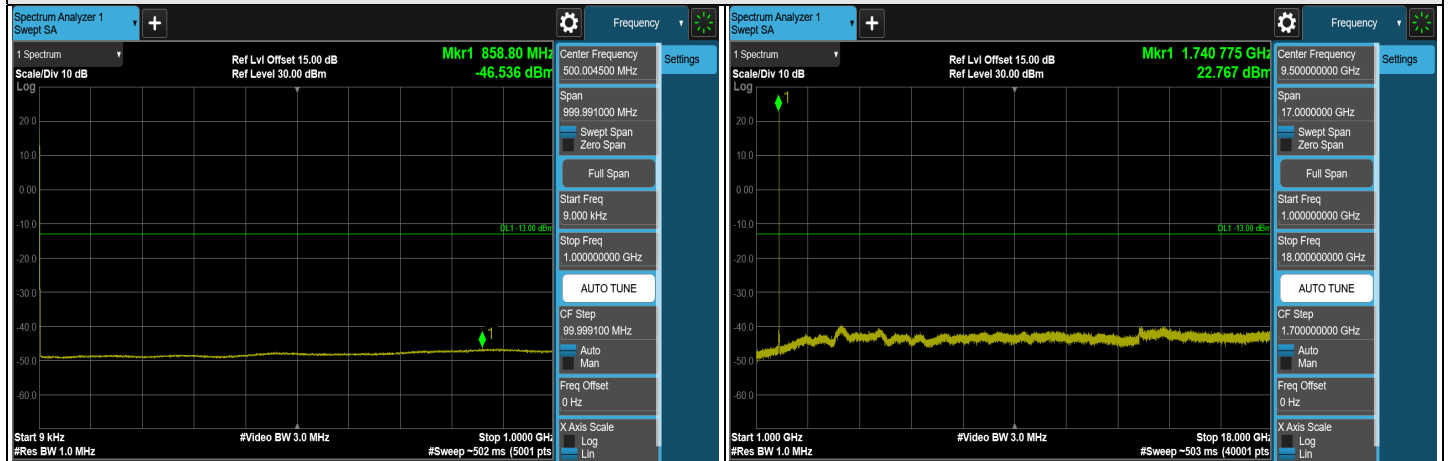 Spectrum Analyzer 1
Swept SA
+
Frequency
1 Spectrum
Scale/Div 10 dB
Log
Ref Lvl Offset 15.00 dB
Ref Level 30.00 dBm
Mkr1 858.80 MHz
-46.536 dBm
20.0
10.0
0.00
-10.0
-20.0
-30.0
-40.0
-50.0
-60.0
DL1 -13.00 dBm
1
Start 9 kHz
#Res BW 1.0 MHz
#Video BW 3.0 MHz
Stop 1.0000 GHz
#Sweep ~502 ms (5001 pts
Center Frequency
500.004500 MHz
Span
999.991000 MHz
Swept Span
Zero Span
Full Span
Start Freq
9.000 kHz
Stop Freq
1.000000000 GHz
AUTO TUNE
CF Step
99.999100 MHz
Auto
Man
Freq Offset
0 Hz
X Axis Scale
Log
Lin
Settings
Spectrum Analyzer 1
Swept SA
+
Frequency
1 Spectrum
Scale/Div 10 dB
Log
Ref Lvl Offset 15.00 dB
Ref Level 30.00 dBm
Mkr1 1.740 775 GHz
22.767 dBm
20.0
10.0
0.00
-10.0
-20.0
-30.0
-40.0
-50.0
-60.0
1
DL1 -13.00 dBm
Start 1.000 GHz
#Res BW 1.0 MHz
#Video BW 3.0 MHz
Stop 18.000 GHz
#Sweep ~503 ms (40001 pts
Center Frequency
9.500000000 GHz
Span
17.0000000 GHz
Swept Span
Zero Span
Full Span
Start Freq
1.000000000 GHz
Stop Freq
18.000000000 GHz
AUTO TUNE
CF Step
1.700000000 GHz
Auto
Man
Freq Offset
0 Hz
X Axis Scale
Log
Lin
Settings